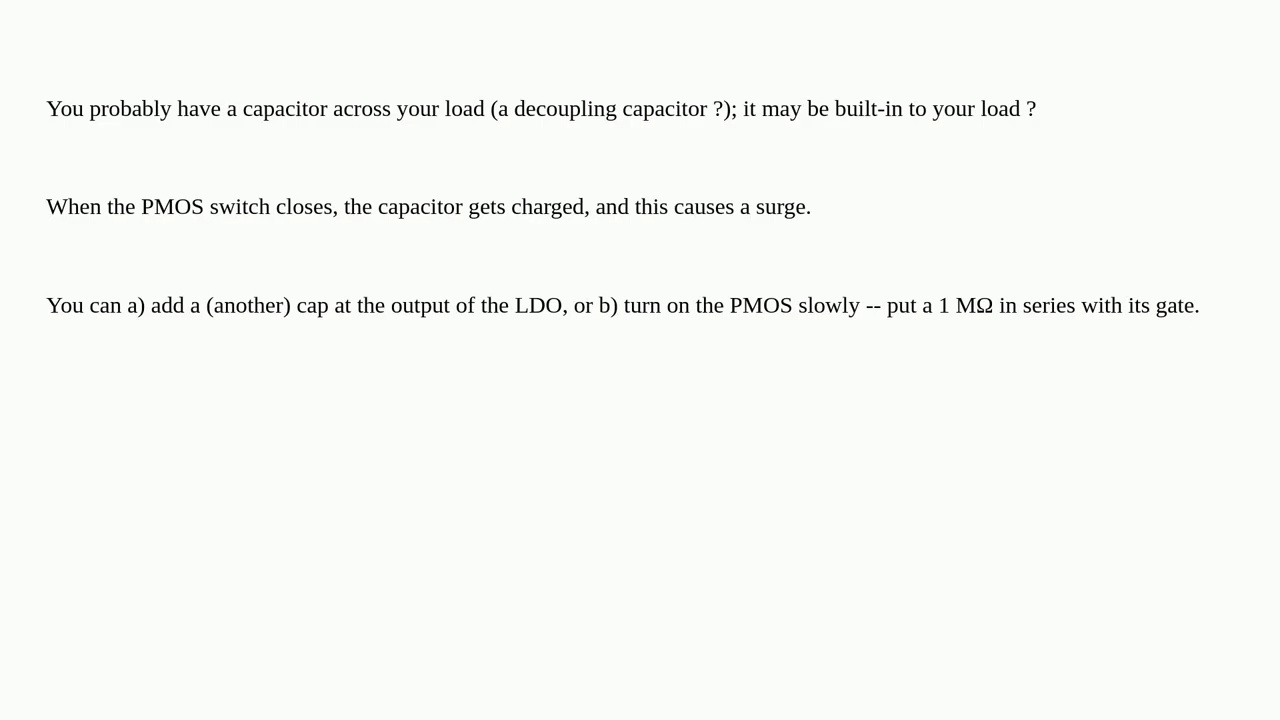 You probably have a capacitor across your load (a decoupling capacitor ?); it may be built-in to your load ?
When the PMOS switch closes, the capacitor gets charged, and this causes a surge.
You can a) add a (another) cap at the output of the LDO, or b) turn on the PMOS slowly -- put a 1 MΩ in series with its gate.